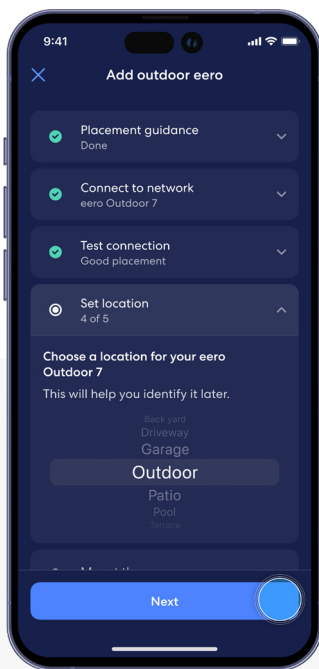 9:41
Add outdoor eero
Placement guidance
Done
Connect to network
eero Outdoor 7
Test connection
Good placement
Set location
4 of 5
Choose a location for your eero
Outdoor 7
This will help you identify it later.
Back yard
Driveway
Garage
Outdoor
Patio
Pool
Terrace
Next